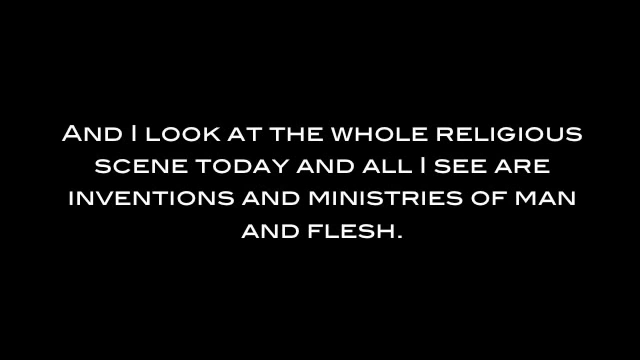 And I look at the whole religious
scene today and all I see are
inventions and ministries of man
and flesh.